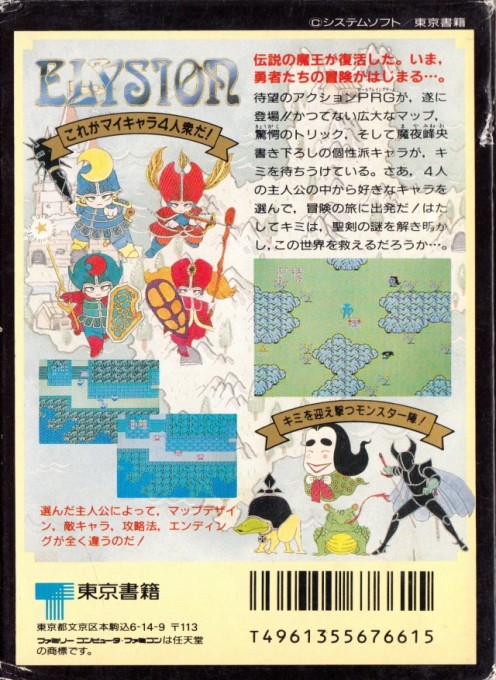 ©システムソフト／東京書籍
ELYSION
これがマイキャラ4人衆だ！
伝説の魔王が復活した。いま，
勇者たちの冒険がはじまる…。
待望のアクションPRGが，遂に
登場！！かつてない広大なマップ，
驚愕のトリック，そして魔夜峰央
書き下ろしの個性派キャラが，キ
ミを待ちうけている。さあ，4人
の主人公の中から好きなキャラを
選んで，冒険の旅に出発だ！はた
してキミは，聖剣の謎を解き明か
し，この世界を救えるだろうか…。
キミを迎え撃つモンスター陣！
選んだ主人公によって，マップデザイ
ン，敵キャラ，攻略法，エンディン
グが全く違うのだ！
東京書籍
東京都文京区本駒込6-14-9 〒113
ファミリーコンピュータ・ファミコンは任天堂
の商標です。
T4961355676615